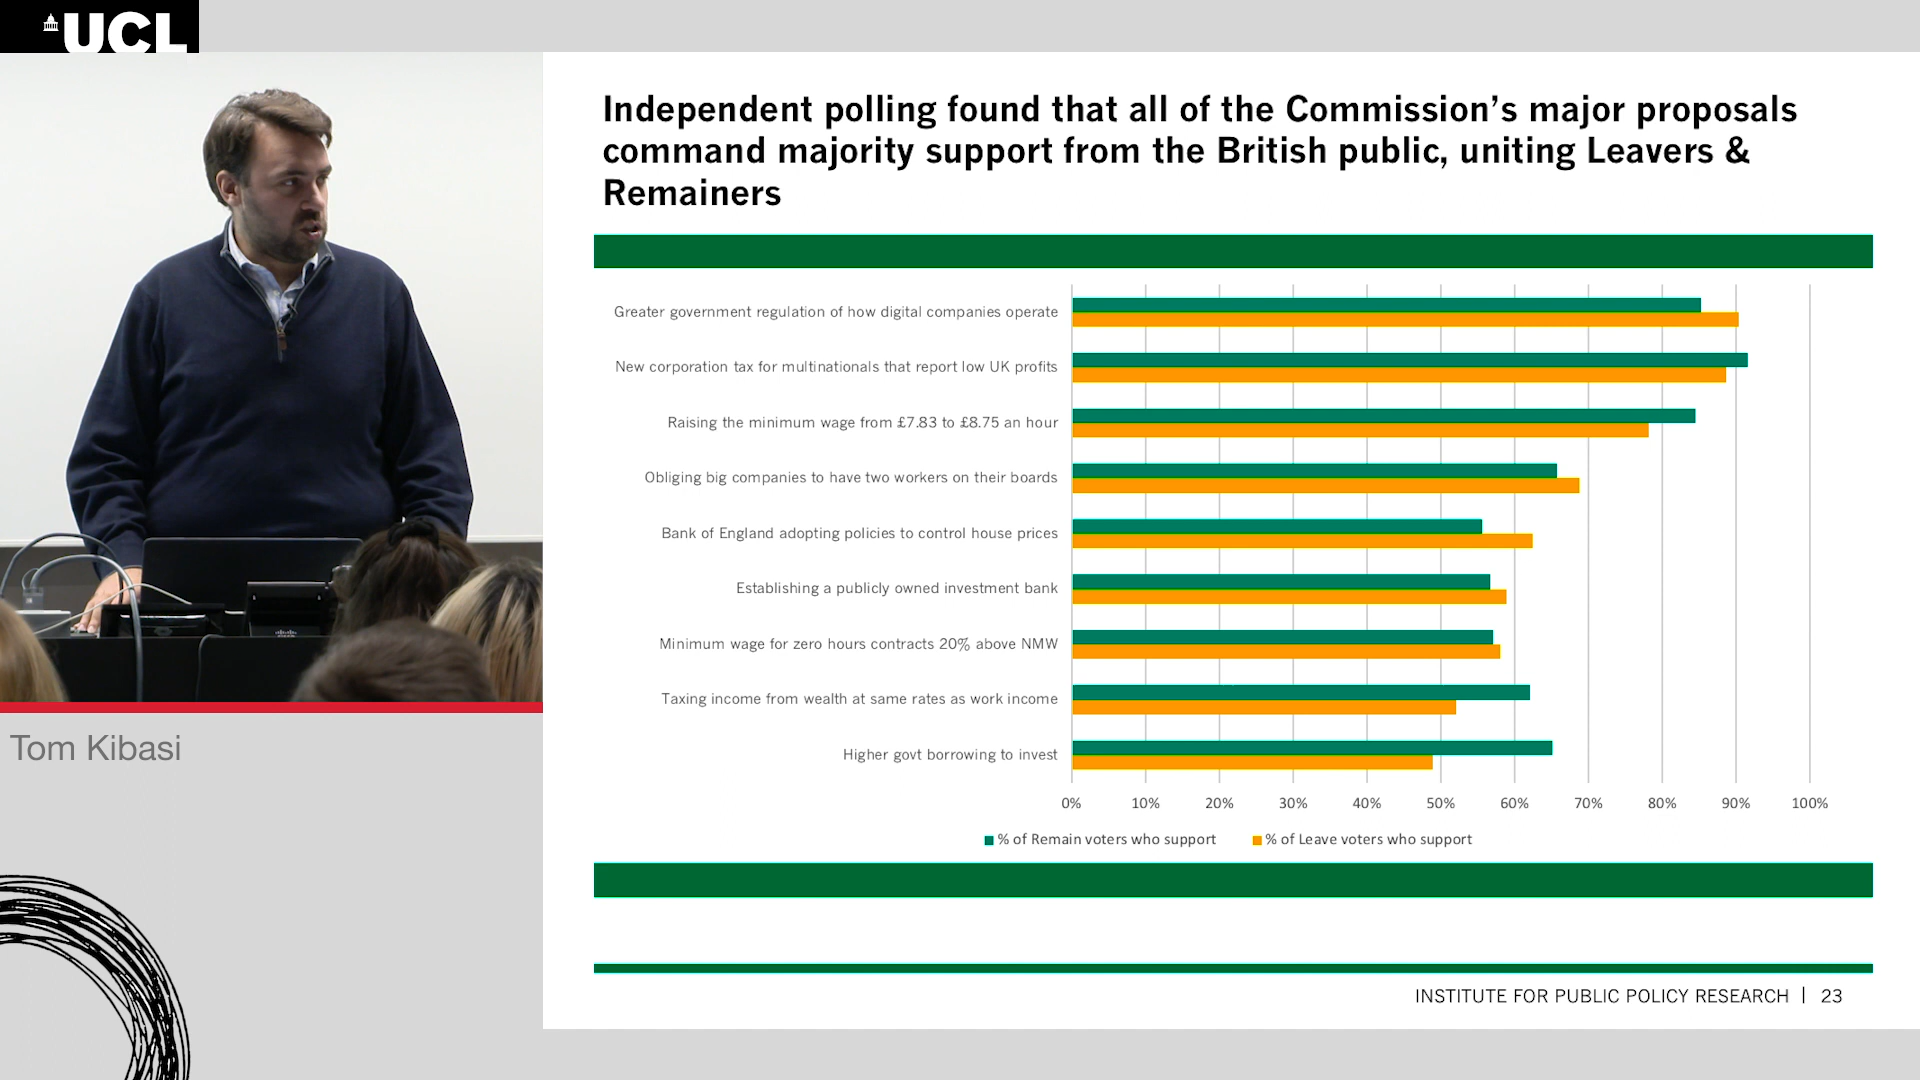 UCL
Independent polling found that all of the Commission’s major proposals
command majority support from the British public, uniting Leavers &
Remainers
Greater government regulation of how digital companies operate
New corporation tax for multinationals that report low UK profits
Raising the minimum wage from £7.83 to £8.75 an hour
Obliging big companies to have two workers on their boards
Bank of England adopting policies to control house prices
Establishing a publicly owned investment bank
Minimum wage for zero hours contracts 20% above NMW
Taxing income from wealth at same rates as work income
Higher govt borrowing to invest
0% 10% 20% 30% 40% 50% 60% 70% 80% 90% 100%
% of Remain voters who support % of Leave voters who support
Tom Kibasi
INSTITUTE FOR PUBLIC POLICY RESEARCH | 23